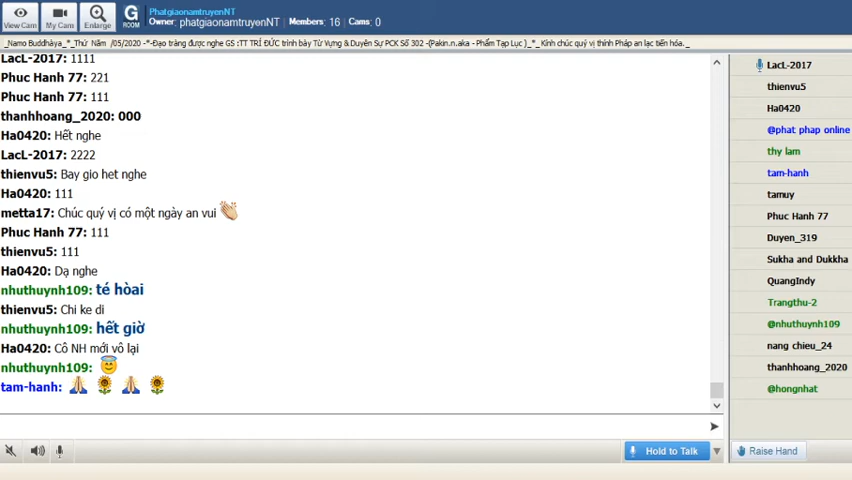 View Cam
My Cam
Enlarge
G
ROOM
PhatgiaonamtruyenNT
Owner: phatgiaonamtruyenNT Members: 16 Cams: 0
_Namo Buddhàya_*_Thứ Năm /05/2020 -*-Đạo tràng được nghe GS :TT TRÍ ĐỨC trình bày Từ Vựng & Duyên Sự PCK Số 302 -(Pakin.n.aka - Phẩm Tạp Lục )_*_ Kính chúc quý vị thính Pháp an lạc tiến hóa._
LacL-2017: 1111
Phuc Hanh 77: 221
Phuc Hanh 77: 111
thanhhoang_2020: 000
Ha0420: Hết nghe
LacL-2017: 2222
thienvu5: Bay gio het nghe
Ha0420: 111
metta17: Chúc quý vị có một ngày an vui
Phuc Hanh 77: 111
thienvu5: 111
Ha0420: Dạ nghe
nhuthuynh109: té hòai
thienvu5: Chi ke di
nhuthuynh109: hết giờ
Ha0420: Cô NH mới vô lại
nhuthuynh109:
tam-hanh:
Hold to Talk
LacL-2017
thienvu5
Ha0420
@phat phap online
thy lam
tam-hanh
tamuy
Phuc Hanh 77
Duyen_319
Sukha and Dukkha
QuangIndy
Trangthu-2
@nhuthuynh109
nang chieu_24
thanhhoang_2020
@hongnhat
Raise Hand